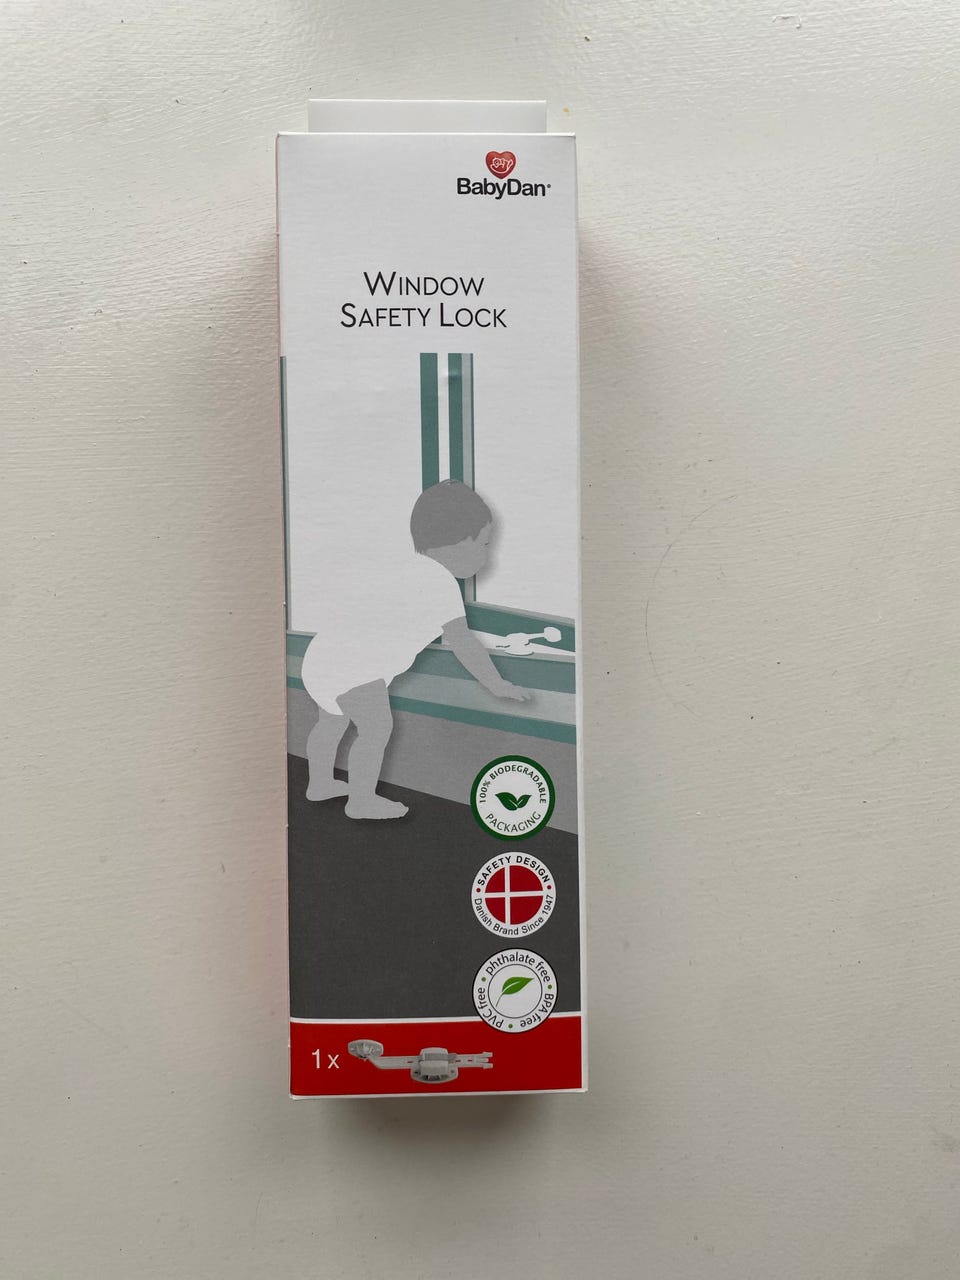 BabyDan®
WINDOW
SAFETY LOCK
100% BIODEGRADABLE
PACKAGING
SAFETY DESIGN
Danish Brand Since 1947
phthalate free
BPA free
PVC free
1x